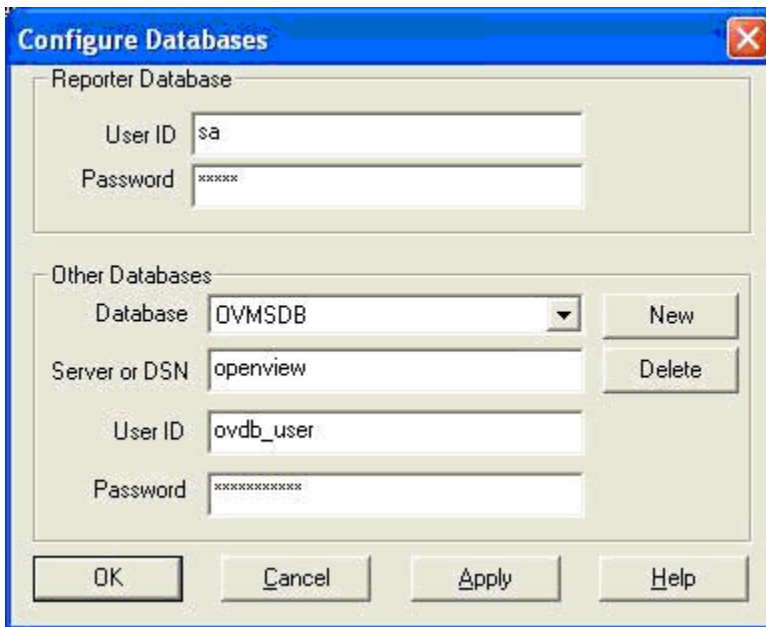 Configure Databases
Reporter Database
User ID sa
Password *****
Other Databases
Database OVMSDB New
Server or DSN openview Delete
User ID ovdb_user
Password ***********
OK Cancel Apply Help